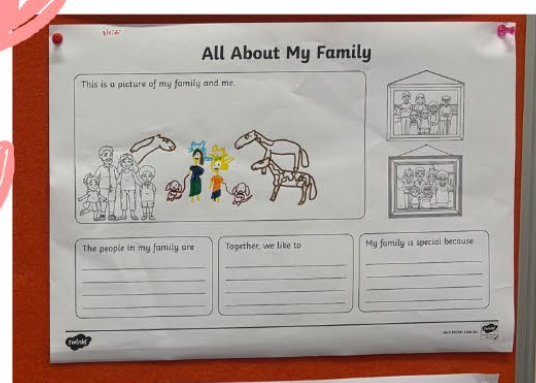 All About My Family
This is a picture of my family and me.
The people in my family are
Together, we like to
My family is special because
twinkl